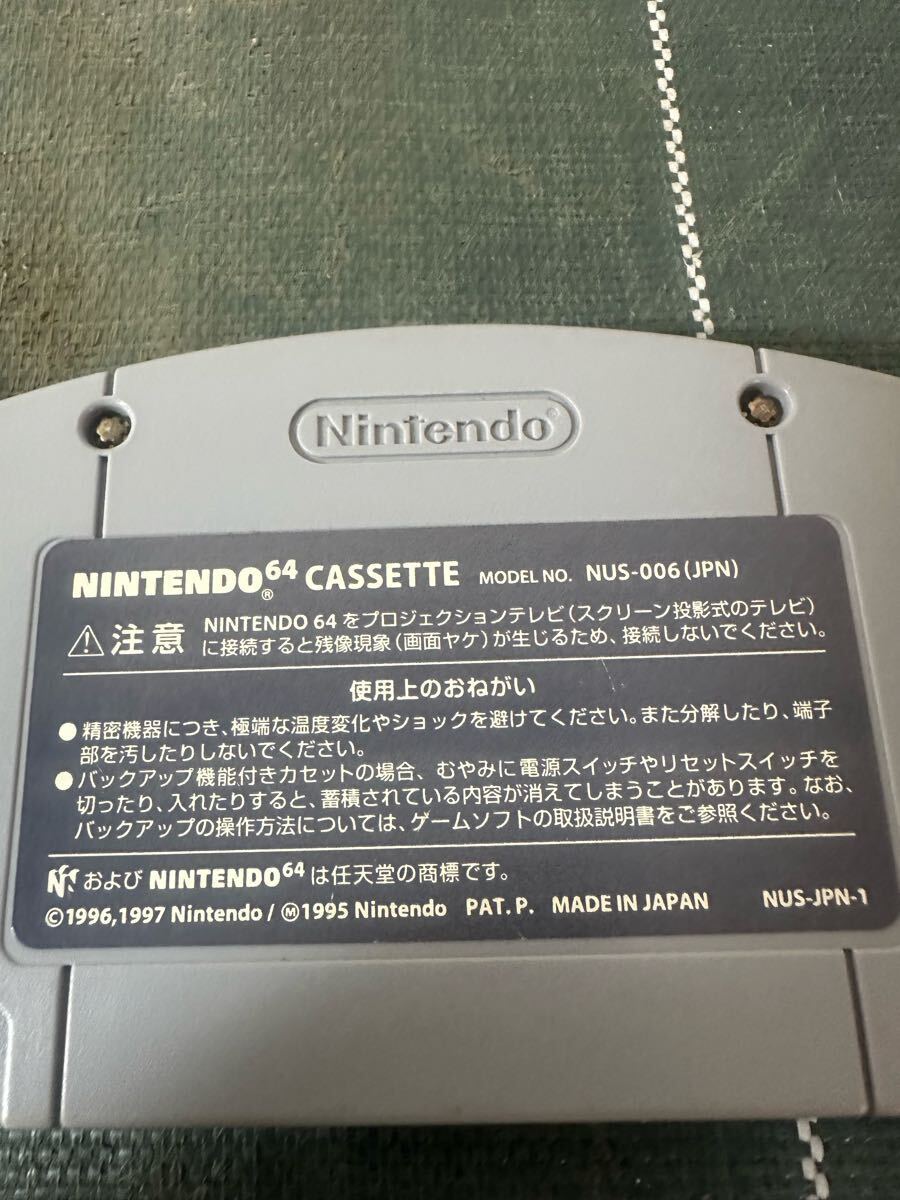 Nintendo®
NINTENDO64® CASSETTE MODEL NO. NUS-006(JPN)
⚠注意 NINTENDO 64をプロジェクションテレビ(スクリーン投影式のテレビ)
に接続すると残像現象(画面ヤケ)が生じるため、接続しないでください。
使用上のおねがい
●精密機器につき、極端な温度変化やショックを避けてください。また分解したり、端子
部を汚したりしないでください。
●バックアップ機能付きカセットの場合、むやみに電源スイッチやリセットスイッチを
切ったり、入れたりすると、蓄積されている内容が消えてしまうことがあります。なお、
バックアップの操作方法については、ゲームソフトの取扱説明書をご参照ください。
N および NINTENDO64 は任天堂の商標です。
©1996,1997 Nintendo / Ⓜ1995 Nintendo PAT. P. MADE IN JAPAN NUS-JPN-1